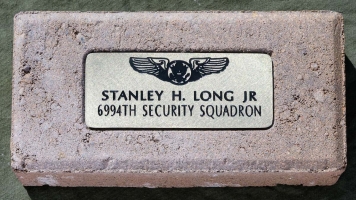 STANLEY H. LONG JR
6994TH SECURITY SQUADRON